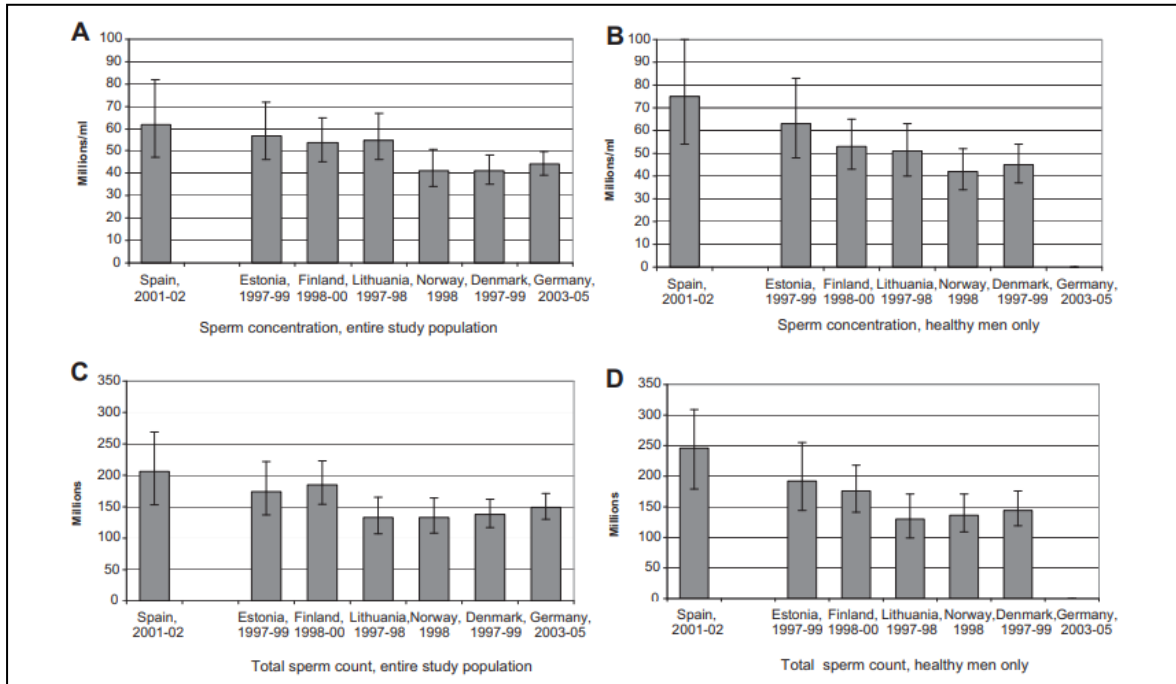 A
100
90
80
70
60
50
40
30
20
10
0
Millions/ml
Spain, Estonia, Finland, Lithuania, Norway, Denmark, Germany,
2001-02 1997-99 1998-00 1997-98 1998 1997-99 2003-05
Sperm concentration, entire study population
B
100
90
80
70
60
50
40
30
20
10
0
Millions/ml
Spain, Estonia, Finland, Lithuania, Norway, Denmark, Germany,
2001-02 1997-99 1998-00 1997-98 1998 1997-99 2003-05
Sperm concentration, healthy men only
C
350
300
250
200
150
100
50
0
Millions
Spain, Estonia, Finland, Lithuania, Norway, Denmark, Germany,
2001-02 1997-99 1998-00 1997-98 1998 1997-99 2003-05
Total sperm count, entire study population
D
350
300
250
200
150
100
50
0
Millions
Spain, Estonia, Finland, Lithuania, Norway, Denmark, Germany,
2001-02 1997-99 1998-00 1997-98 1998 1997-99 2003-05
Total sperm count, healthy men only